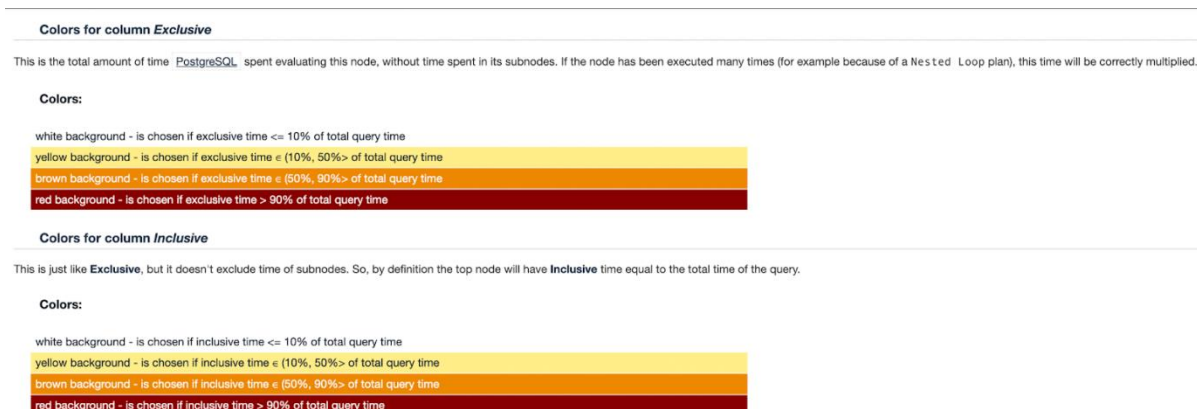 Colors for column Exclusive
This is the total amount of time PostgreSQL spent evaluating this node, without time spent in its subnodes. If the node has been executed many times (for example because of a Nested Loop plan), this time will be correctly multiplied.
Colors:
white background - is chosen if exclusive time <= 10% of total query time
yellow background - is chosen if exclusive time ∈ (10%, 50%> of total query time
brown background - is chosen if exclusive time ∈ (50%, 90%> of total query time
red background - is chosen if exclusive time > 90% of total query time
Colors for column Inclusive
This is just like Exclusive, but it doesn't exclude time of subnodes. So, by definition the top node will have Inclusive time equal to the total time of the query.
Colors:
white background - is chosen if inclusive time <= 10% of total query time
yellow background - is chosen if inclusive time ∈ (10%, 50%> of total query time
brown background - is chosen if inclusive time ∈ (50%, 90%> of total query time
red background - is chosen if inclusive time > 90% of total query time